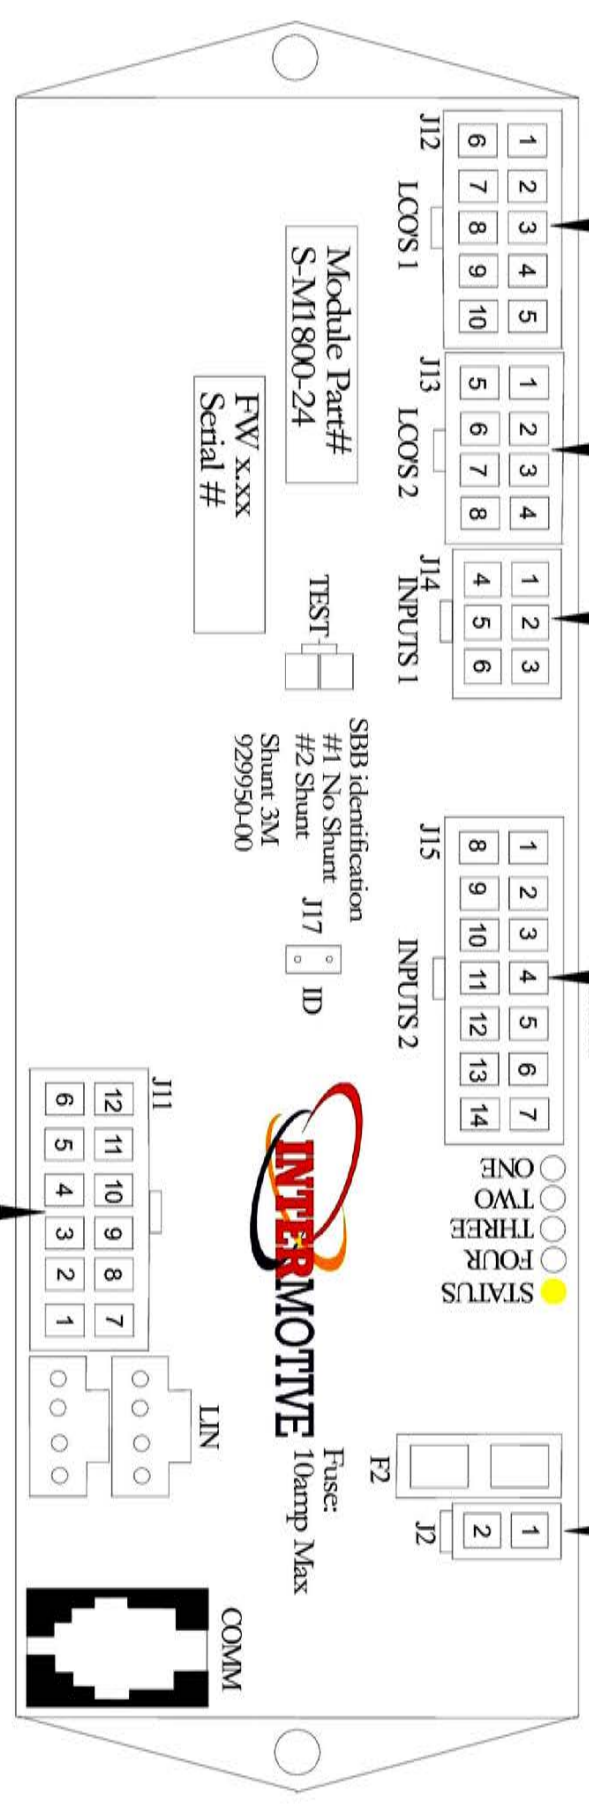 J12
1 2 3 4 5
6 7 8 9 10
LCO'S 1
J13
1 2 3 4
5 6 7 8
LCO'S 2
J14
1 2 3
4 5 6
INPUTS 1
J15
1 2 3 4 5 6 7
8 9 10 11 12 13 14
INPUTS 2
ONE
TWO
THREE
FOUR
STATUS
F2
1 2
J2
Module Part#
S-M1800-24
FW x.xx
Serial #
TEST
SBB identification
#1 No Shunt
#2 Shunt
Shunt 3M
929950-00
J17
ID
INTERMOTIVE
Fuse:
10amp Max
J11
12 11 10 9 8 7
6 5 4 3 2 1
LIN
COMM